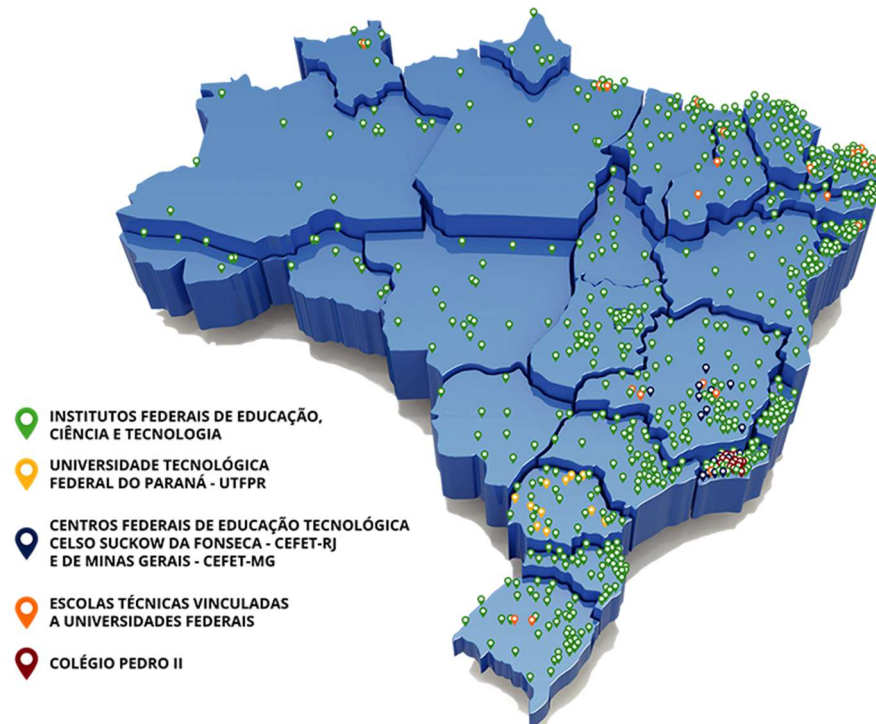 INSTITUTOS FEDERAIS DE EDUCAÇÃO,
CIÊNCIA E TECNOLOGIA
UNIVERSIDADE TECNOLÓGICA
FEDERAL DO PARANÁ - UTFPR
CENTROS FEDERAIS DE EDUCAÇÃO TECNOLÓGICA
CELSO SUCKOW DA FONSECA - CEFET-RJ
E DE MINAS GERAIS - CEFET-MG
ESCOLAS TÉCNICAS VINCULADAS
A UNIVERSIDADES FEDERAIS
COLÉGIO PEDRO II